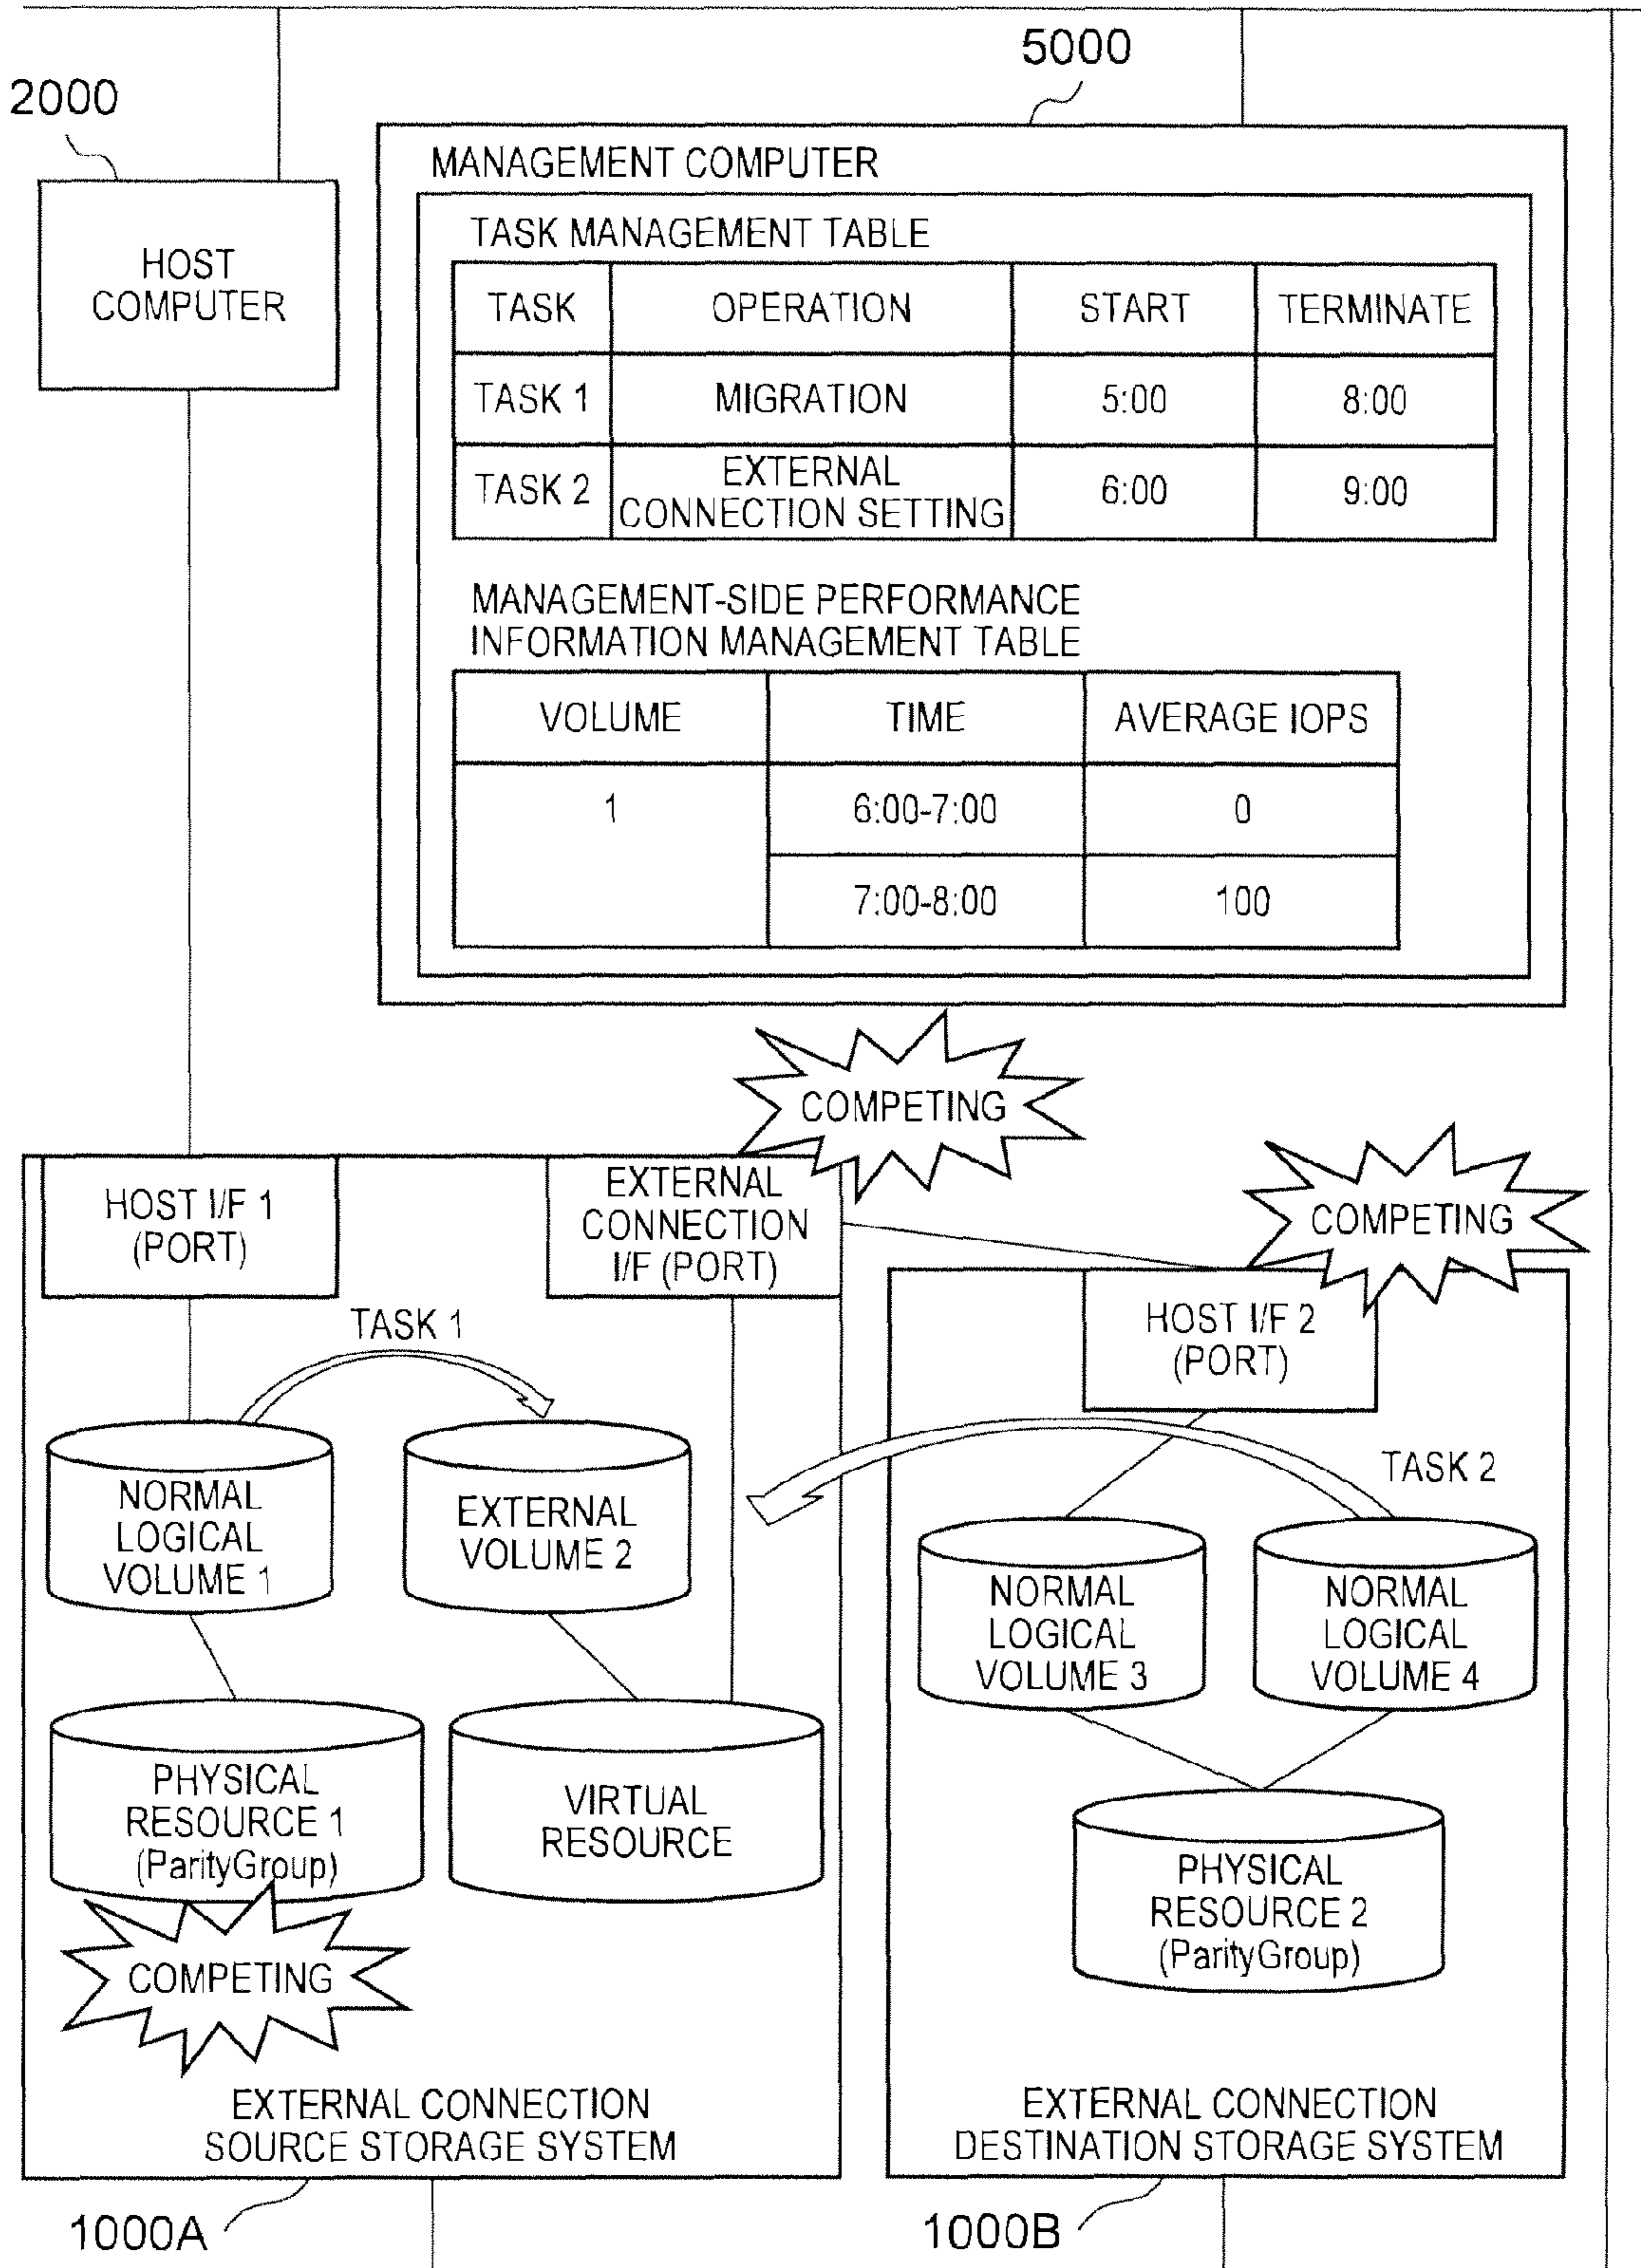 5000
2000
MANAGEMENT COMPUTER
HOST
COMPUTER
TASK MANAGEMENT TABLE
TASK OPERATION START TERMINATE
TASK 1 MIGRATION 5:00 8:00
TASK 2 EXTERNAL CONNECTION SETTING 6:00 9:00
MANAGEMENT-SIDE PERFORMANCE
INFORMATION MANAGEMENT TABLE
VOLUME TIME AVERAGE IOPS
1 6:00-7:00 0
7:00-8:00 100
COMPETING
COMPETING
HOST I/F 1
(PORT)
EXTERNAL
CONNECTION
I/F (PORT)
HOST I/F 2
(PORT)
TASK 1
TASK 2
NORMAL
LOGICAL
VOLUME 1
EXTERNAL
VOLUME 2
NORMAL
LOGICAL
VOLUME 3
NORMAL
LOGICAL
VOLUME 4
PHYSICAL
RESOURCE 1
(ParityGroup)
VIRTUAL
RESOURCE
PHYSICAL
RESOURCE 2
(ParityGroup)
COMPETING
EXTERNAL CONNECTION
SOURCE STORAGE SYSTEM
EXTERNAL CONNECTION
DESTINATION STORAGE SYSTEM
1000A
1000B